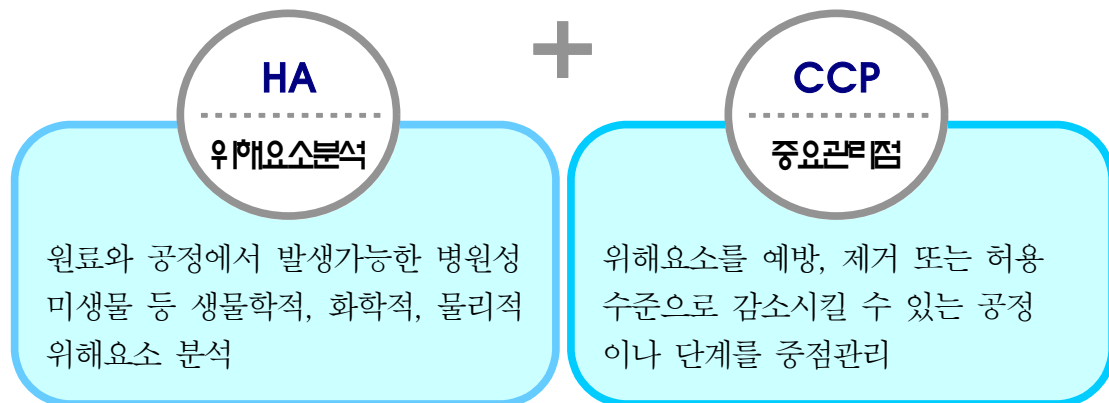 HA
위해요소분석
원료와 공정에서 발생가능한 병원성
미생물 등 생물학적, 화학적, 물리적
위해요소 분석
+
CCP
중요관리점
위해요소를 예방, 제거 또는 허용
수준으로 감소시킬 수 있는 공정
이나 단계를 중점관리